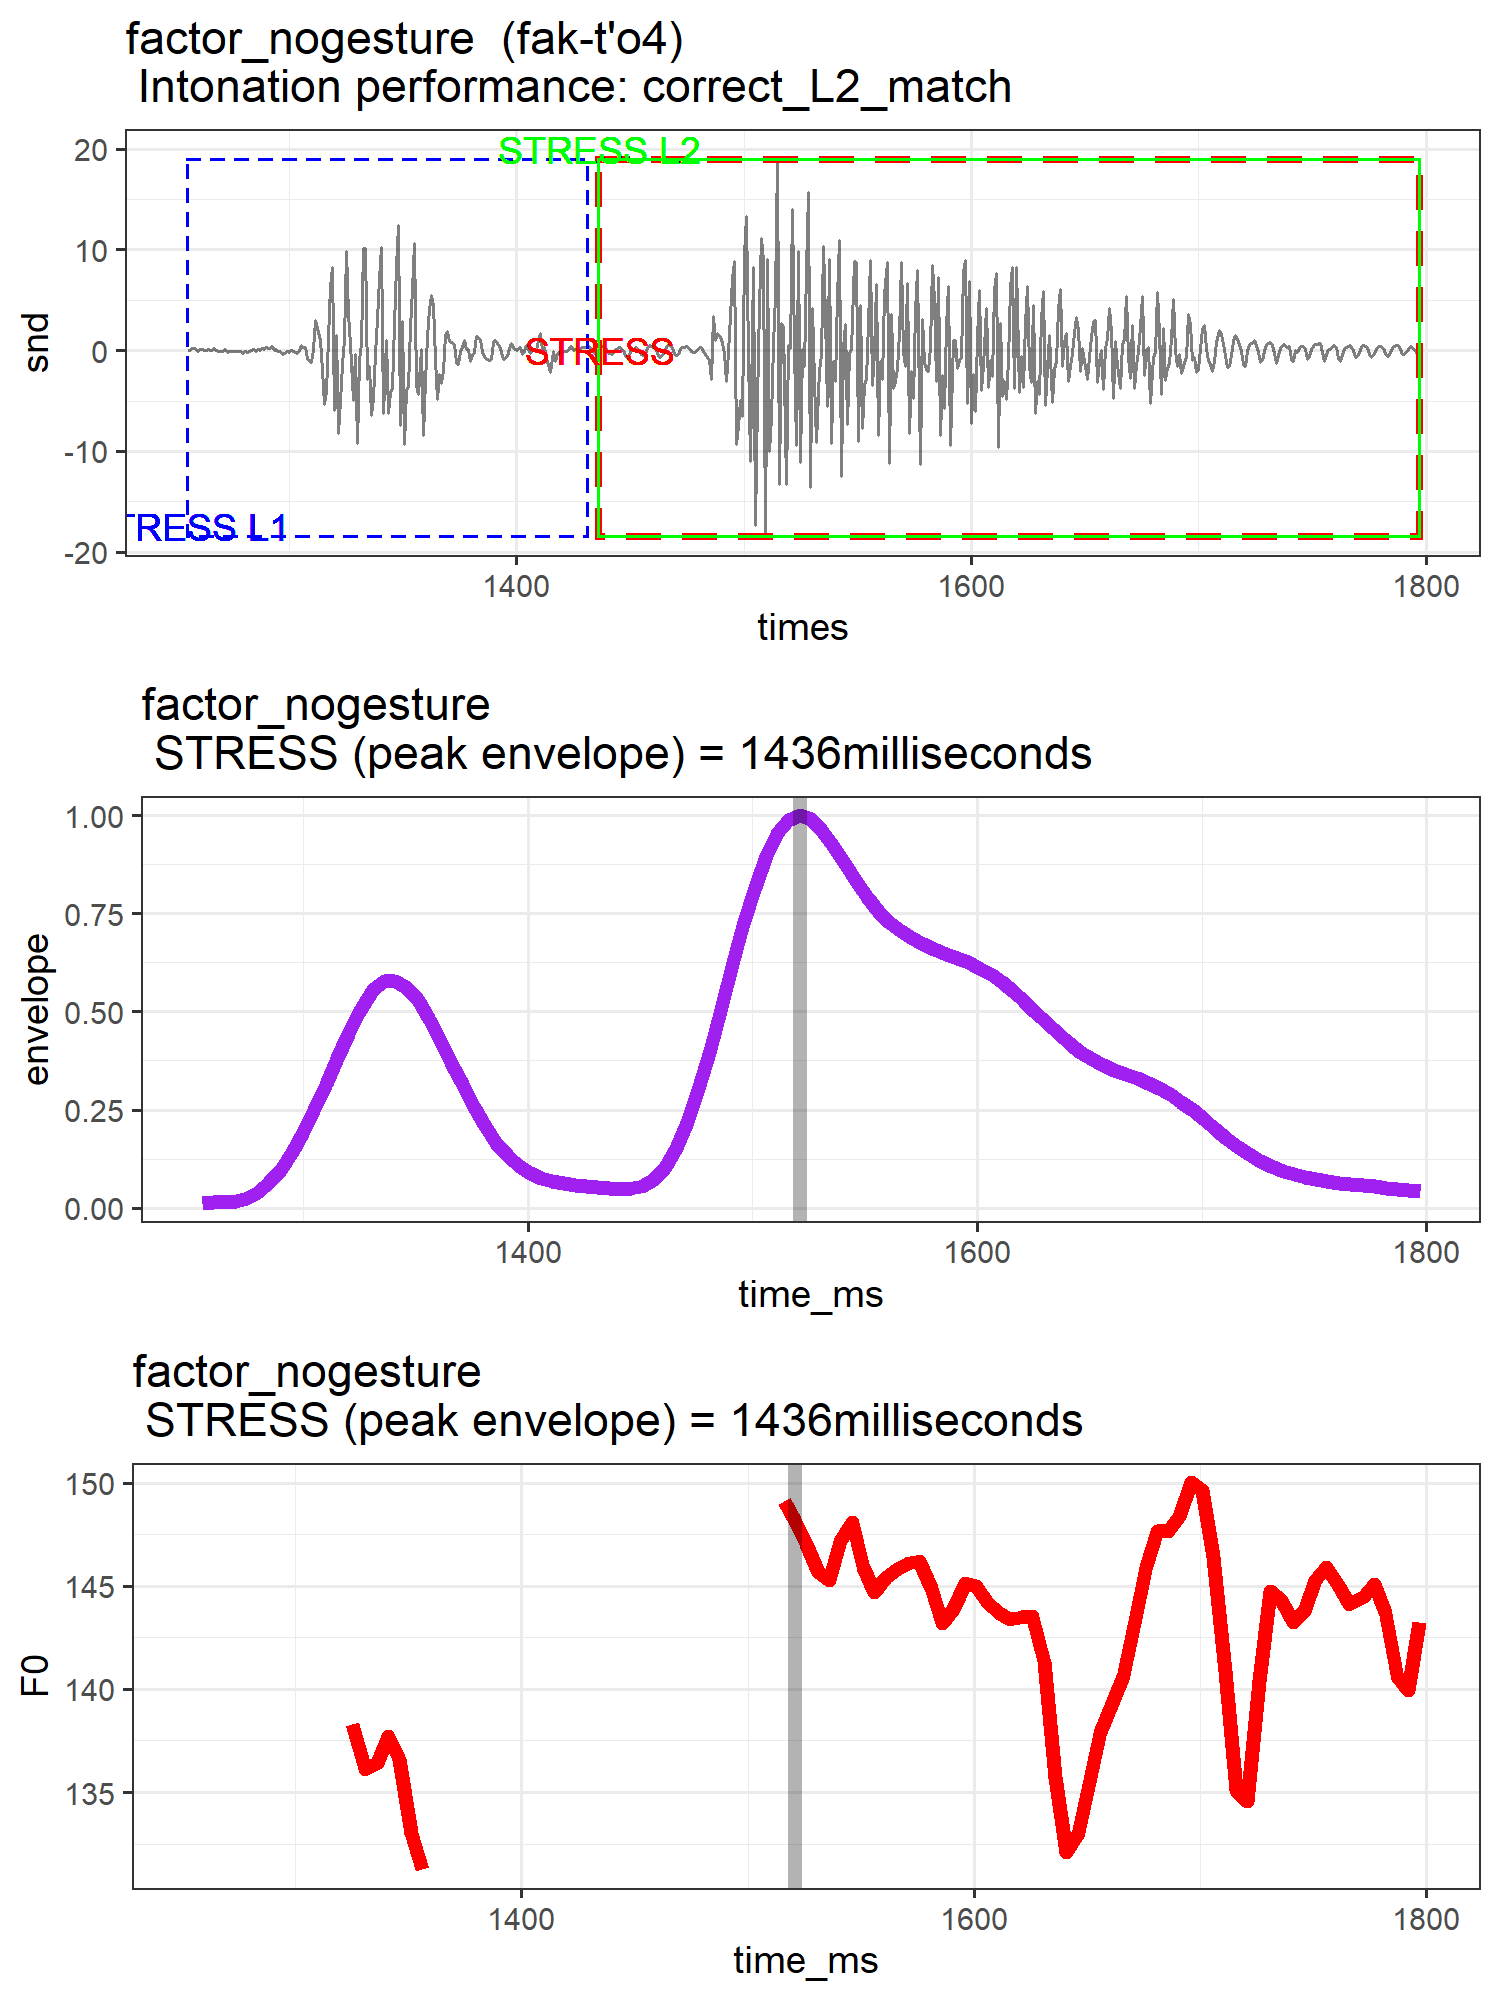 factor_nogesture (fak-t'o4)
Intonation performance: correct_L2_match
STRESS L2
STRESS
TRESS L1
snd
20
10
0
-10
-20
1400 1600 1800
times
factor_nogesture
STRESS (peak envelope) = 1436milliseconds
envelope
1.00
0.75
0.50
0.25
0.00
1400 1600 1800
time_ms
factor_nogesture
STRESS (peak envelope) = 1436milliseconds
F0
150
145
140
135
1400 1600 1800
time_ms